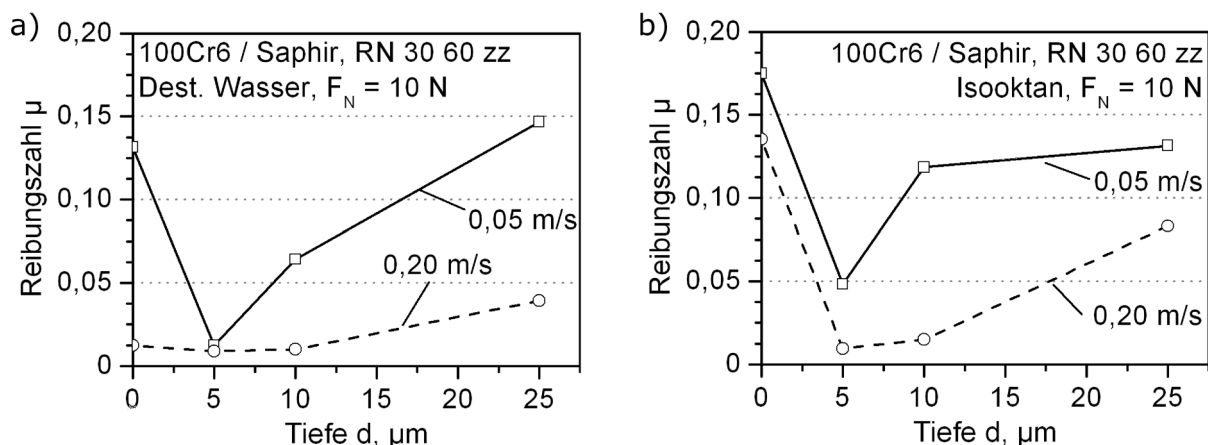 a)
0,20
0,15
0,10
0,05
0
Reibungszahl µ
100Cr6 / Saphir, RN 30 60 zz
Dest. Wasser, F_N = 10 N
0,05 m/s
0,20 m/s
0 5 10 15 20 25
Tiefe d, µm
b)
0,20
0,15
0,10
0,05
0
Reibungszahl µ
100Cr6 / Saphir, RN 30 60 zz
Isooktan, F_N = 10 N
0,05 m/s
0,20 m/s
0 5 10 15 20 25
Tiefe d, µm